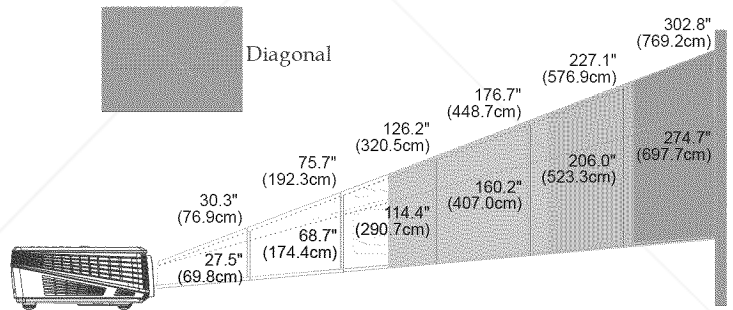 Diagonal
30.3"
(76.9cm)
75.7"
(192.3cm)
126.2"
(320.5cm)
176.7"
(448.7cm)
227.1"
(576.9cm)
302.8"
(769.2cm)
27.5"
(69.8cm)
68.7"
(174.4cm)
114.4"
(290.7cm)
160.2"
(407.0cm)
206.0"
(523.3cm)
274.7"
(697.7cm)